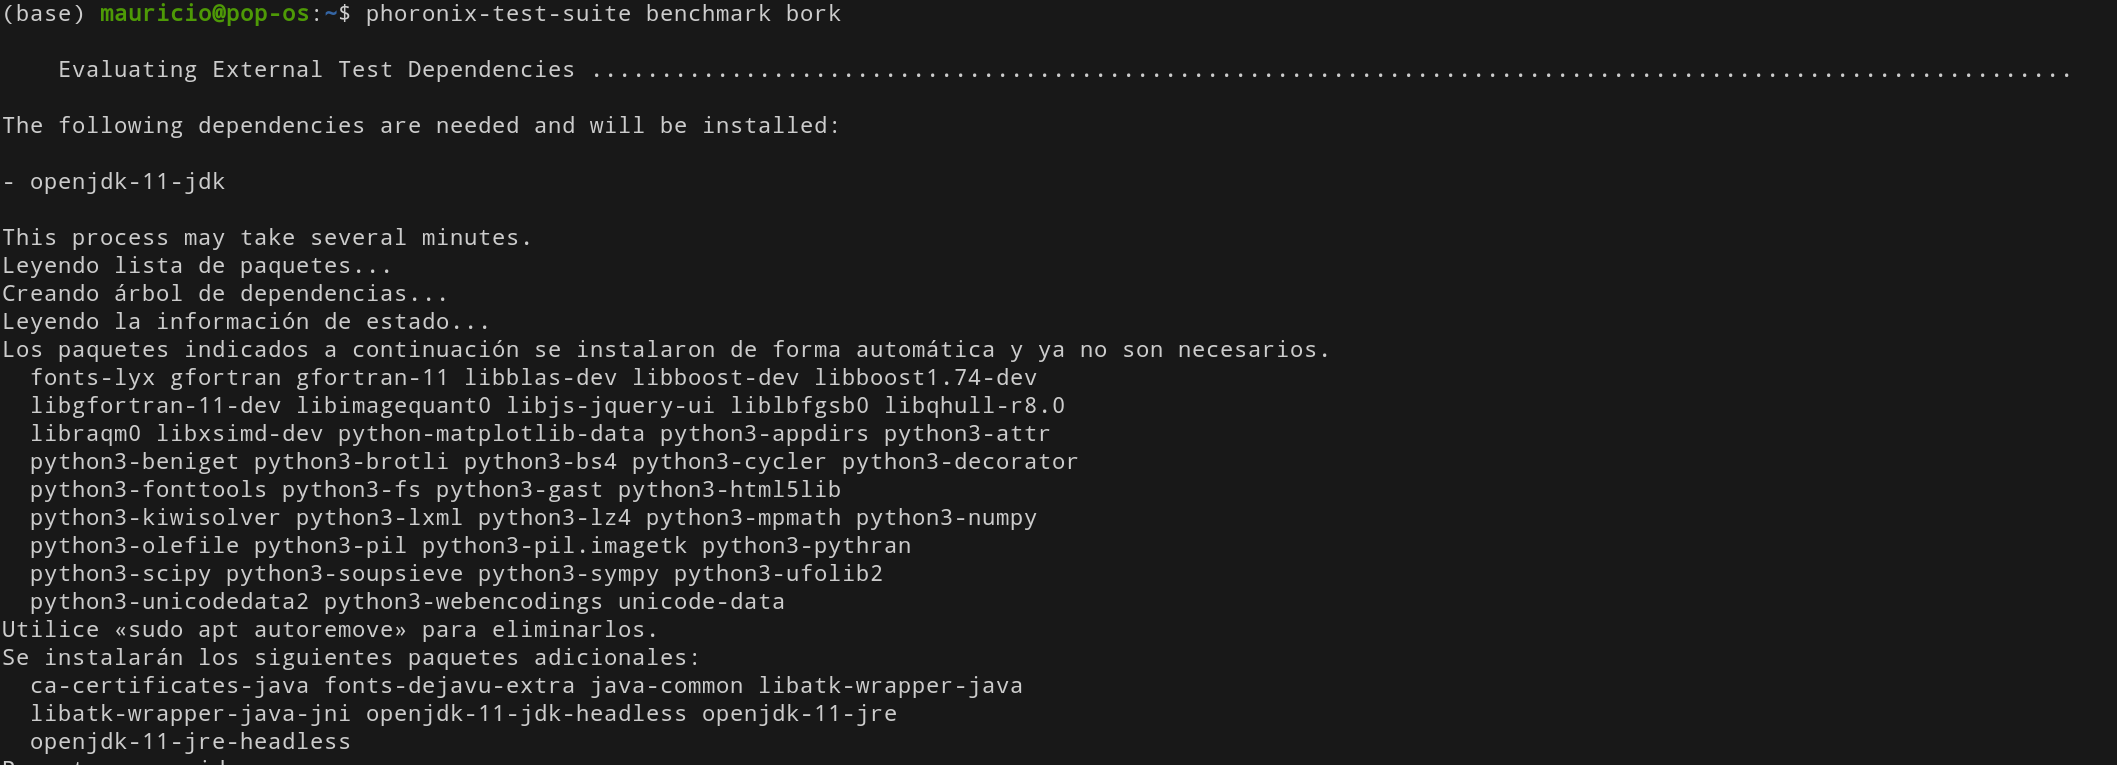 (base) mauricio@pop-os:~$ phoronix-test-suite benchmark bork
Evaluating External Test Dependencies ..........................................................................................................
The following dependencies are needed and will be installed:
- openjdk-11-jdk
This process may take several minutes.
Leyendo lista de paquetes...
Creando árbol de dependencias...
Leyendo la información de estado...
Los paquetes indicados a continuación se instalaron de forma automática y ya no son necesarios.
fonts-lyx gfortran gfortran-11 libblas-dev libboost-dev libboost1.74-dev
libgfortran-11-dev libimagequant0 libjs-jquery-ui liblbfgsb0 libqhull-r8.0
libraqm0 libxsimd-dev python-matplotlib-data python3-appdirs python3-attr
python3-beniget python3-brotli python3-bs4 python3-cycler python3-decorator
python3-fonttools python3-fs python3-gast python3-html5lib
python3-kiwisolver python3-lxml python3-lz4 python3-mpmath python3-numpy
python3-olefile python3-pil python3-pil.imagetk python3-pythran
python3-scipy python3-soupsieve python3-sympy python3-ufolib2
python3-unicodedata2 python3-webencodings unicode-data
Utilice «sudo apt autoremove» para eliminarlos.
Se instalarán los siguientes paquetes adicionales:
ca-certificates-java fonts-dejavu-extra java-common libatk-wrapper-java
libatk-wrapper-java-jni openjdk-11-jdk-headless openjdk-11-jre
openjdk-11-jre-headless